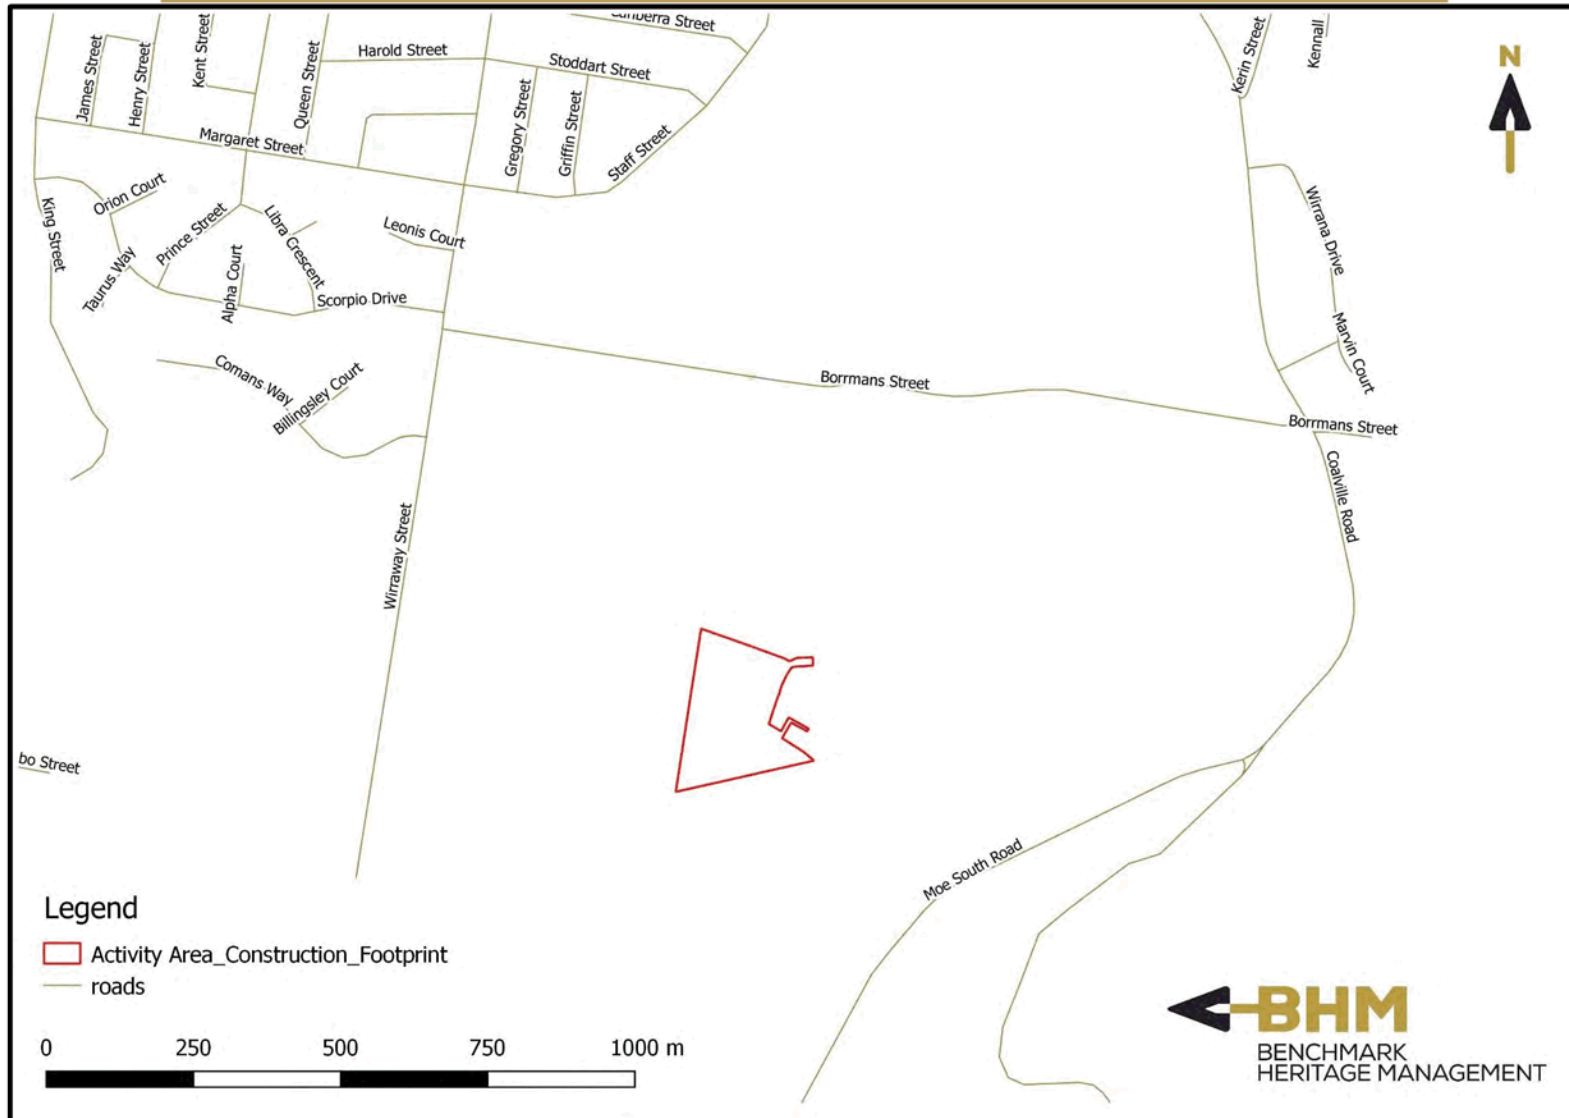 Canberra Street
Harold Street
Stoddart Street
James Street
Henry Street
Kent Street
Queen Street
Gregory Street
Griffin Street
Staff Street
Margaret Street
Kerin Street
Kennall
N
Orion Court
King Street
Prince Street
Libra Crescent
Leonis Court
Taurus Way
Alpha Court
Scorpio Drive
Wirrana Drive
Marvin Court
Comans Way
Billingsley Court
Borrmans Street
Borrmans Street
Coalville Road
Wirraway Street
bo Street
Moe South Road
Legend
Activity Area_Construction_Footprint
roads
0 250 500 750 1000 m
BHM
BENCHMARK
HERITAGE MANAGEMENT